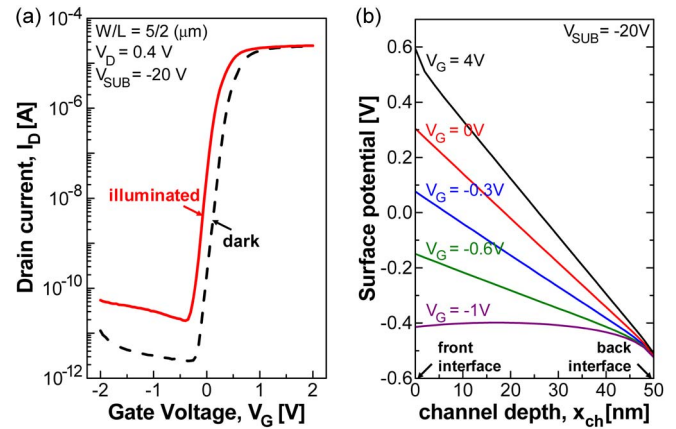 (a)
W/L = 5/2 (μm)
V_D = 0.4 V
V_SUB = -20 V
illuminated
dark
Drain current, I_D [A]
10^-4
10^-6
10^-8
10^-10
10^-12
-2 -1 0 1 2
Gate Voltage, V_G [V]
(b)
V_SUB = -20V
V_G = 4V
V_G = 0V
V_G = -0.3V
V_G = -0.6V
V_G = -1V
front
interface
back
interface
Surface potential [V]
0.6
0.4
0.2
0.0
-0.2
-0.4
-0.6
0 10 20 30 40 50
channel depth, x_ch [nm]